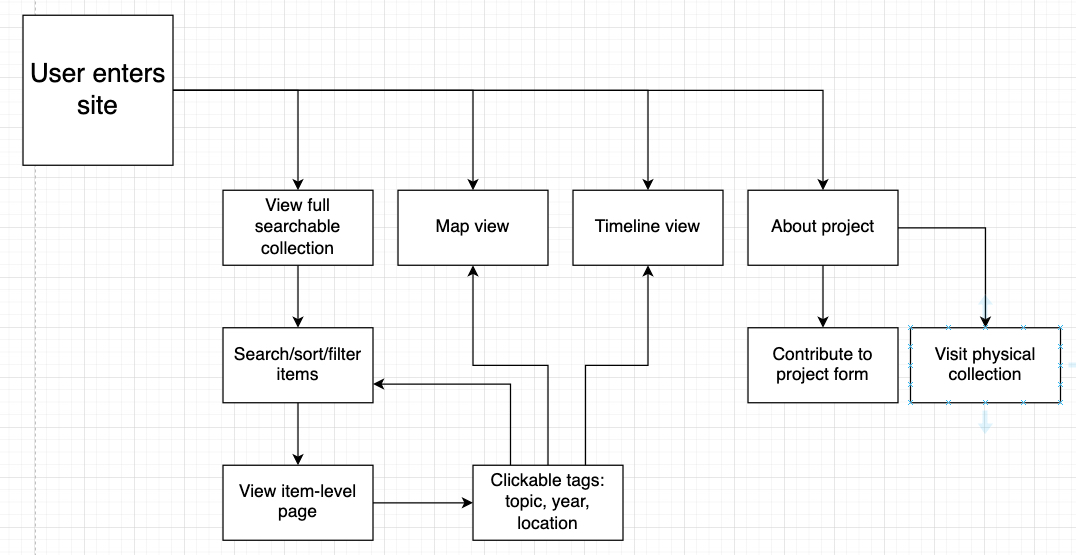 User enters
site
View full
searchable
collection
Map view
Timeline view
About project
Search/sort/filter
items
Contribute to
project form
Visit physical
collection
View item-level
page
Clickable tags:
topic, year,
location